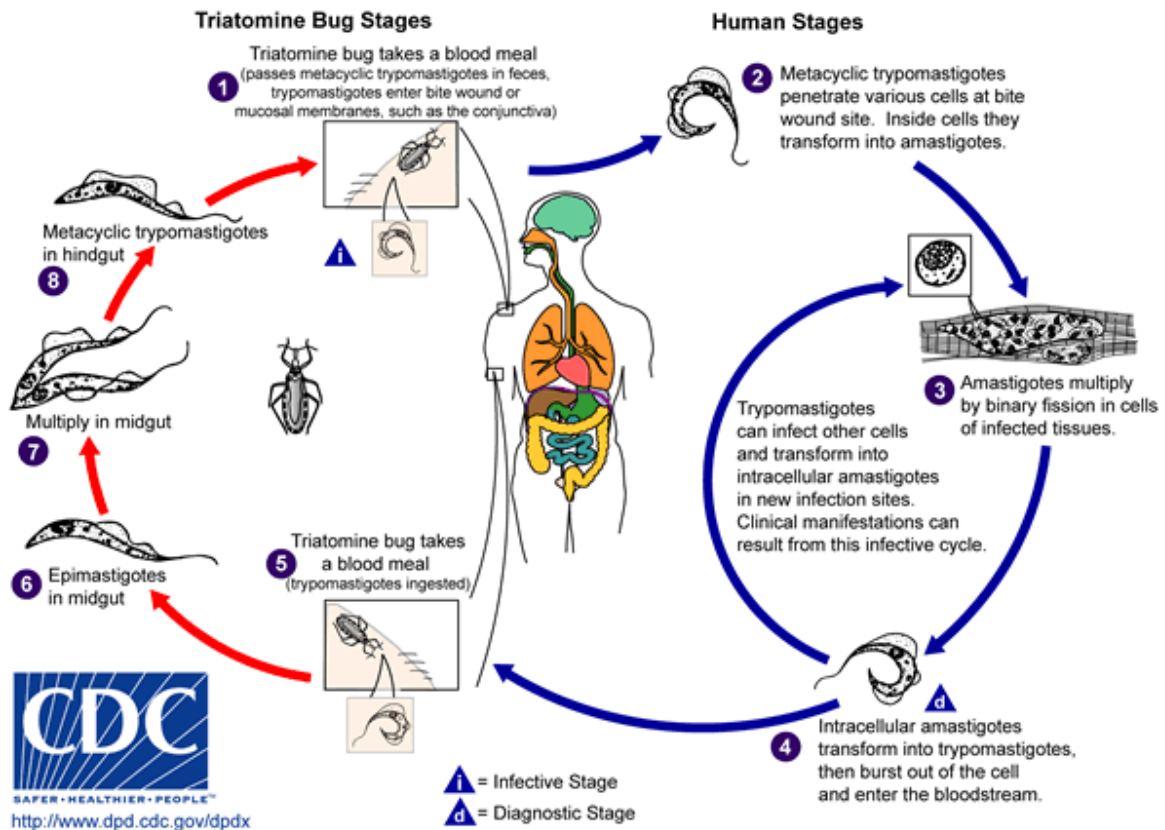 Triatomine Bug Stages
Human Stages
1
Triatomine bug takes a blood meal
(passes metacyclic trypomastigotes in feces,
trypomastigotes enter bite wound or
mucosal membranes, such as the conjunctiva)
i
2
Metacyclic trypomastigotes
penetrate various cells at bite
wound site. Inside cells they
transform into amastigotes.
3
Amastigotes multiply
by binary fission in cells
of infected tissues.
Trypomastigotes
can infect other cells
and transform into
intracellular amastigotes
in new infection sites.
Clinical manifestations can
result from this infective cycle.
d
4
Intracellular amastigotes
transform into trypomastigotes,
then burst out of the cell
and enter the bloodstream.
5
Triatomine bug takes
a blood meal
(trypomastigotes ingested)
6
Epimastigotes
in midgut
Multiply in midgut
7
Metacyclic trypomastigotes
in hindgut
8
i = Infective Stage
d = Diagnostic Stage
CDC
SAFER•HEALTHIER•PEOPLE™
http://www.dpd.cdc.gov/dpdx